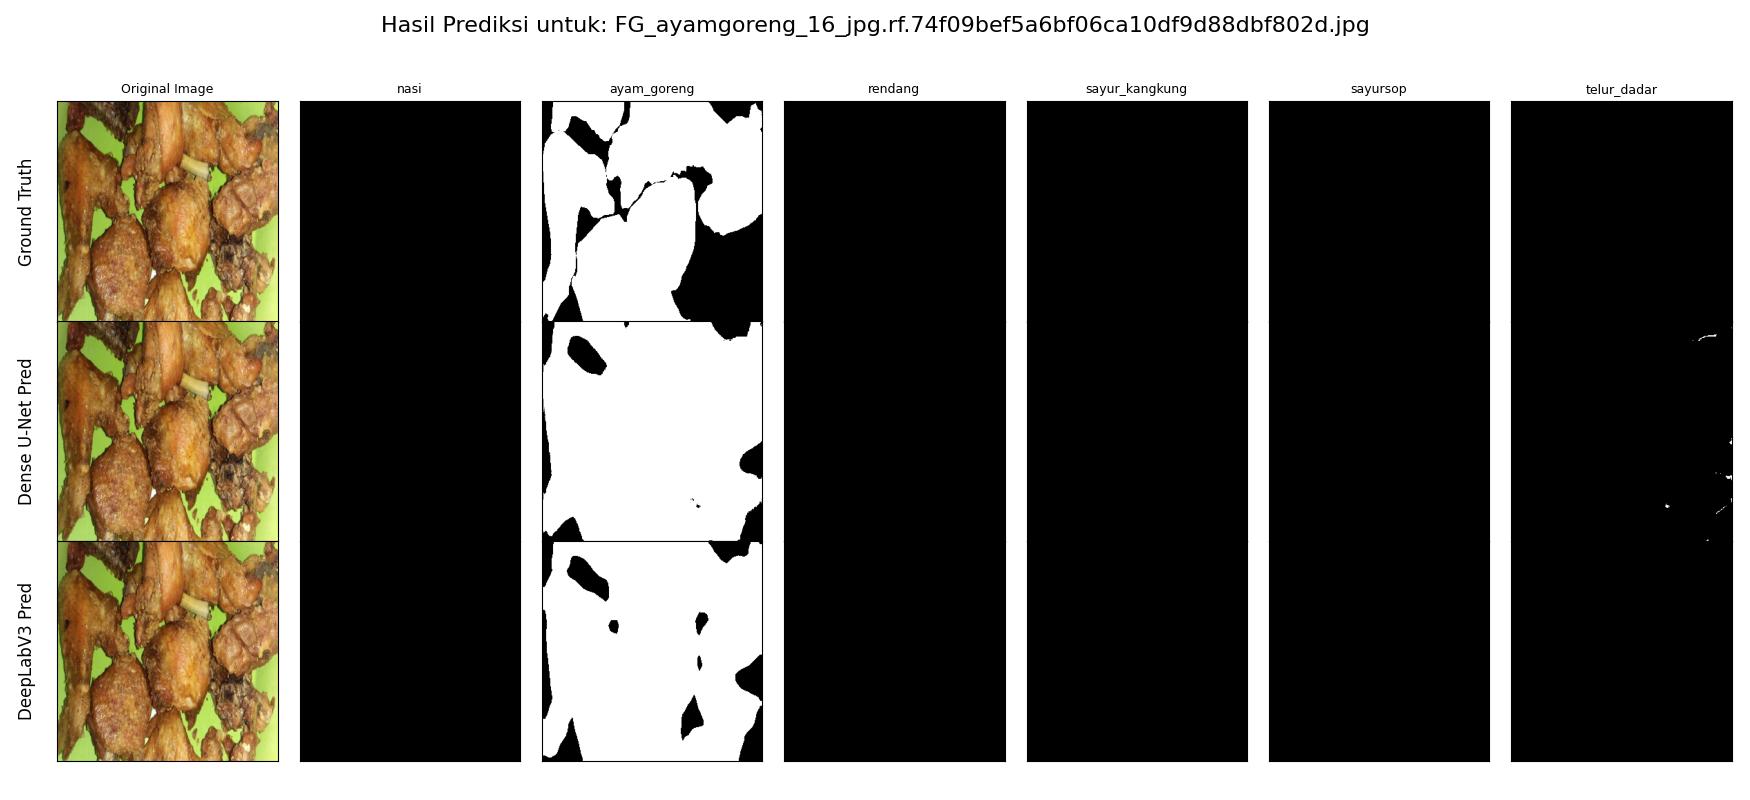 Hasil Prediksi untuk: FG_ayamgoreng_16_jpg.rf.74f09bef5a6bf06ca10df9d88dbf802d.jpg
Original Image
nasi
ayam_goreng
rendang
sayur_kangkung
sayursop
telur_dadar
Ground Truth
Dense U-Net Pred
DeepLabV3 Pred